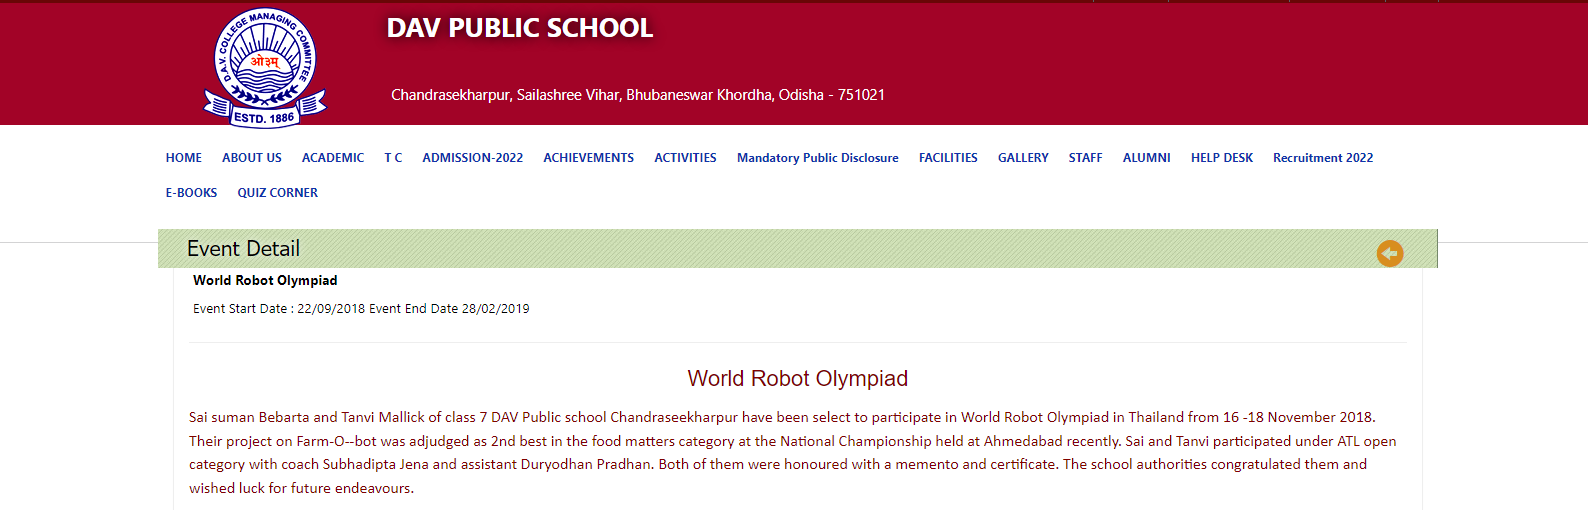 D.A.V. COLLEGE MANAGING COMMITTEE
ओ३म्
ESTD. 1886
DAV PUBLIC SCHOOL
Chandrasekharpur, Sailashree Vihar, Bhubaneswar Khordha, Odisha - 751021
HOME ABOUT US ACADEMIC T C ADMISSION-2022 ACHIEVEMENTS ACTIVITIES Mandatory Public Disclosure FACILITIES GALLERY STAFF ALUMNI HELP DESK Recruitment 2022
E-BOOKS QUIZ CORNER
Event Detail
World Robot Olympiad
Event Start Date : 22/09/2018 Event End Date 28/02/2019
World Robot Olympiad
Sai suman Bebarta and Tanvi Mallick of class 7 DAV Public school Chandraseekharpur have been select to participate in World Robot Olympiad in Thailand from 16 -18 November 2018.
Their project on Farm-O--bot was adjudged as 2nd best in the food matters category at the National Championship held at Ahmedabad recently. Sai and Tanvi participated under ATL open
category with coach Subhadipta Jena and assistant Duryodhan Pradhan. Both of them were honoured with a memento and certificate. The school authorities congratulated them and
wished luck for future endeavours.